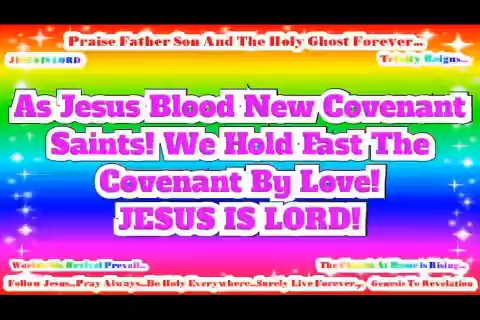 Praise Father Son And The Holy Ghost Forever...
JESUS IS LORD
Trinity Reigns...
As Jesus Blood New Covenant
Saints! We Hold Fast The
Covenant By Love!
JESUS IS LORD!
Revival Prevail...
The Church At Home is Rising...
Follow Jesus...Pray Always...Be Holy Everywhere...Surely Live Forever... Genesis To Revelation